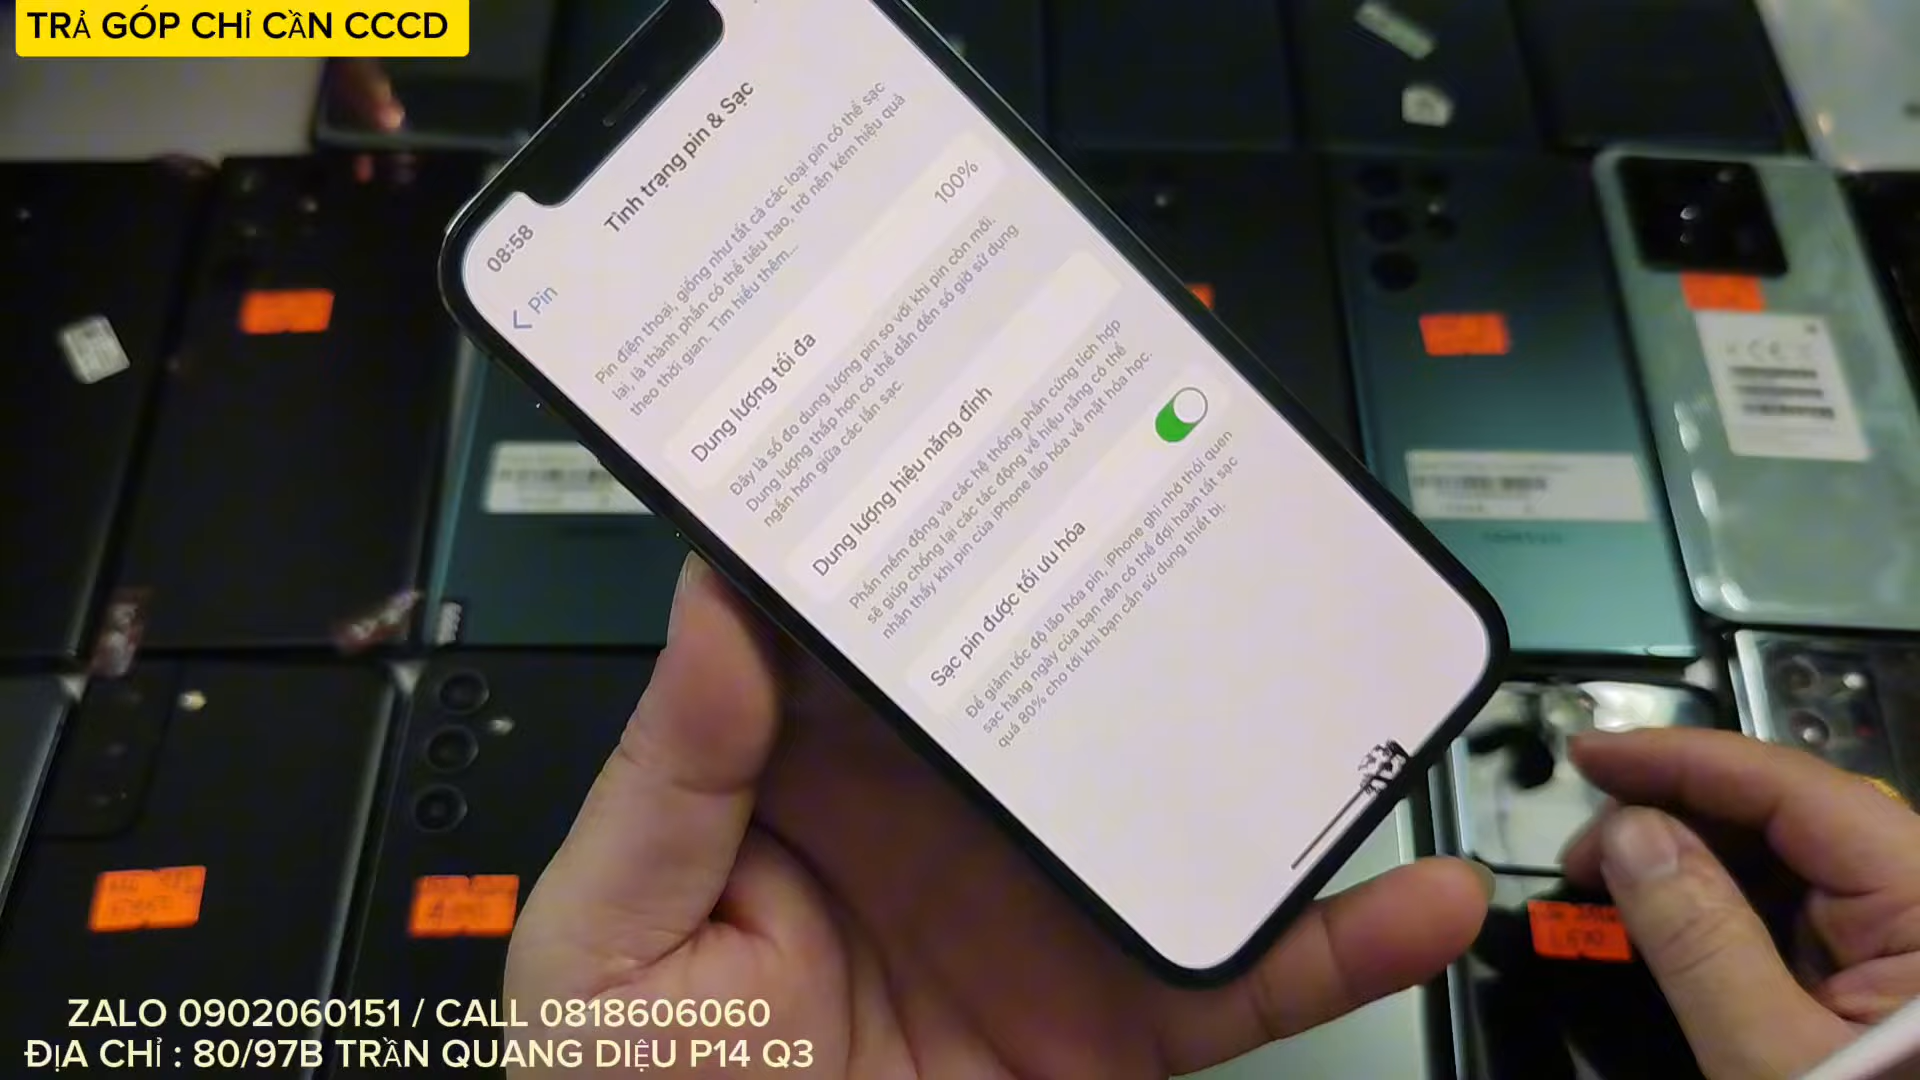 TRẢ GÓP CHỈ CẦN CCCD
08:58
Pin
Tình trạng pin & Sạc
Pin điện thoại, giống như tất cả các loại pin có thể sạc
lại, là thành phần có thể tiêu hao, trở nên kém hiệu quả
theo thời gian. Tìm hiểu thêm...
Dung lượng tối đa 100%
Đây là số đo dung lượng pin so với khi pin còn mới.
Dung lượng thấp hơn có thể dẫn đến số giờ sử dụng
ngắn hơn giữa các lần sạc.
Dung lượng hiệu năng đỉnh
Phần mềm động và các hệ thống phần cứng tích hợp
sẽ giúp chống lại các tác động về hiệu năng có thể
nhận thấy khi pin của iPhone lão hóa về mặt hóa học.
Sạc pin được tối ưu hóa
Để giảm tốc độ lão hóa pin, iPhone ghi nhớ thói quen
sạc hàng ngày của bạn nên có thể đợi hoàn tất sạc
quá 80% cho tới khi bạn cần sử dụng thiết bị.
ZALO 0902060151 / CALL 0818606060
ĐỊA CHỈ : 80/97B TRẦN QUANG DIỆU P14 Q3